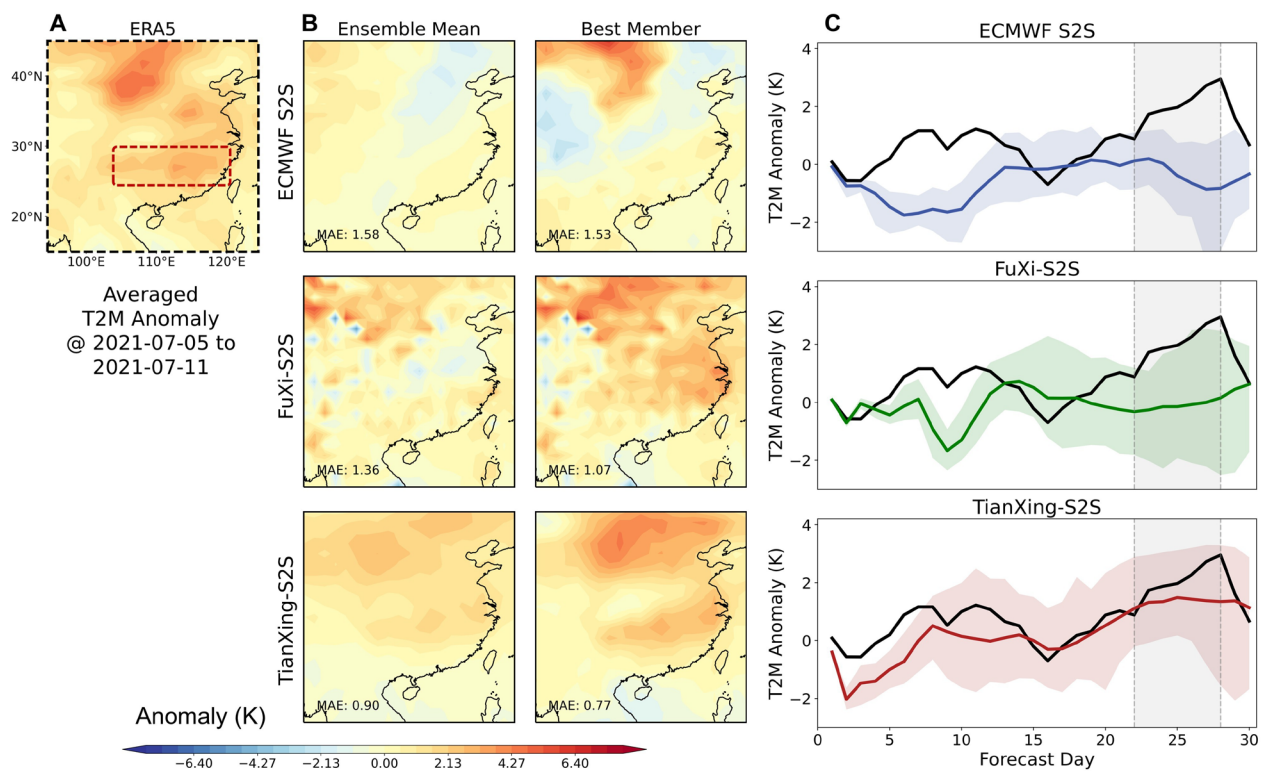 A
ERA5
40°N
30°N
20°N
100°E
110°E
120°E
Averaged
T2M Anomaly
@ 2021-07-05 to
2021-07-11
B
Ensemble Mean
Best Member
ECMWF S2S
MAE: 1.58
MAE: 1.53
FuXi-S2S
MAE: 1.36
MAE: 1.07
TianXing-S2S
MAE: 0.90
MAE: 0.77
Anomaly (K)
−6.40
−4.27
−2.13
0.00
2.13
4.27
6.40
C
ECMWF S2S
T2M Anomaly (K)
4
2
0
−2
FuXi-S2S
T2M Anomaly (K)
4
2
0
−2
TianXing-S2S
T2M Anomaly (K)
4
2
0
−2
0
5
10
15
20
25
30
Forecast Day